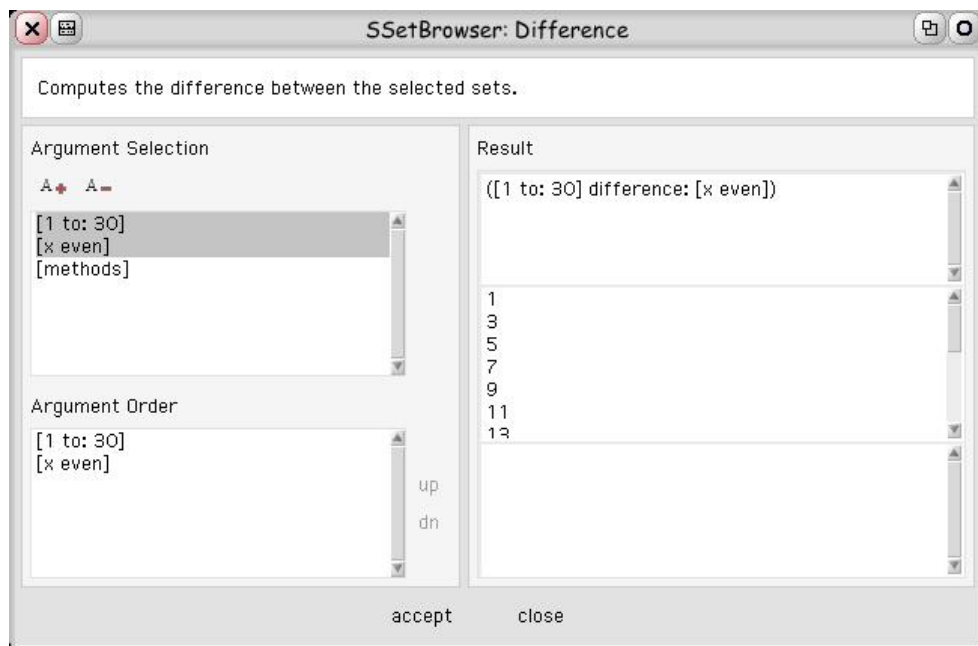 SSetBrowser: Difference
Computes the difference between the selected sets.
Argument Selection
A+ A-
[1 to: 30]
[x even]
[methods]
Argument Order
[1 to: 30]
[x even]
up
dn
Result
([1 to: 30] difference: [x even])
1
3
5
7
9
11
13
accept close